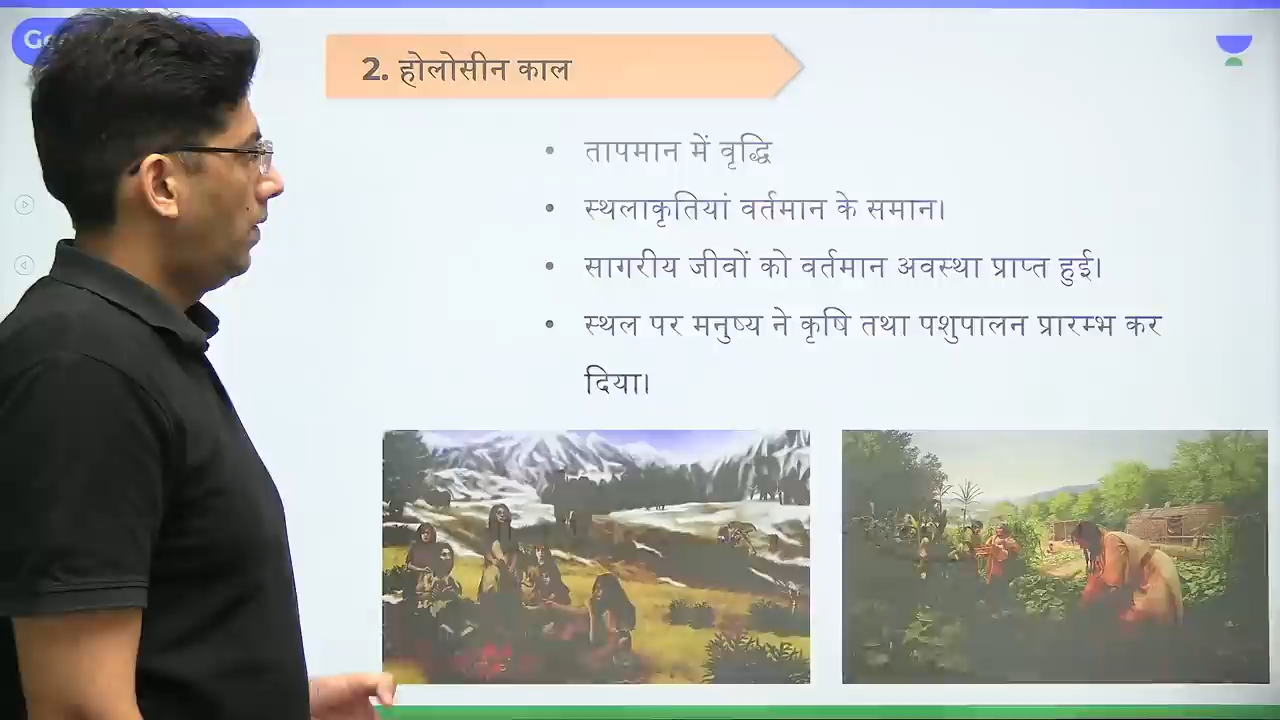 2. होलोसीन काल
• तापमान में वृद्धि
• स्थलाकृतियां वर्तमान के समान।
• सागरीय जीवों को वर्तमान अवस्था प्राप्त हुई।
• स्थल पर मनुष्य ने कृषि तथा पशुपालन प्रारम्भ कर
दिया।